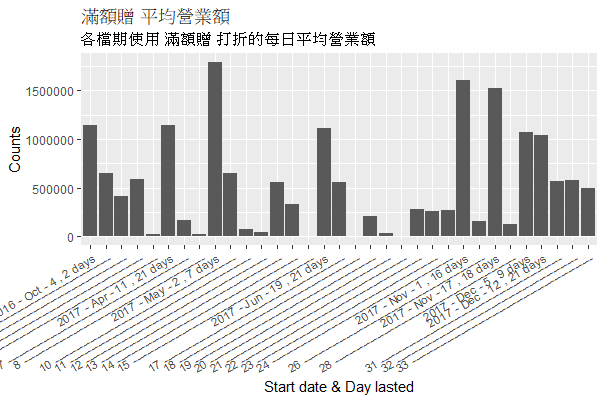 滿額贈 平均營業額
各檔期使用 滿額贈 打折的每日平均營業額
1500000
1000000
500000
0
Counts
2016 - Oct - 4 , 2 days
2017 - Apr - 11 , 21 days
2017 - May - 2 , 7 days
2017 - Jun - 19 , 21 days
2017 - Nov - 1 , 16 days
2017 - Nov - 17 , 18 days
2017 - Dec - 5 , 9 days
2017 - Dec - 12 , 21 days
7 8 10 11 12 13 14 15 17 18 19 20 21 22 23 24 26 28 31 32 33
Start date & Day lasted